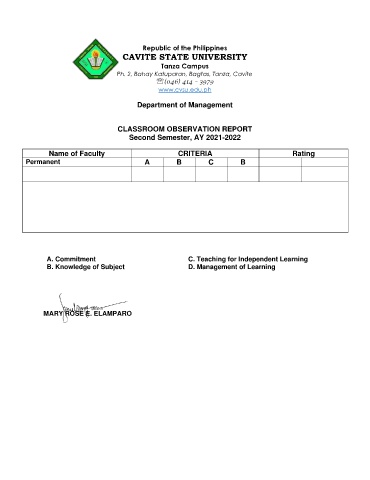 Republic of the Philippines
CAVITE STATE UNIVERSITY
Tanza Campus
Ph. 2, Bahay Katuparan, Bagtas, Tanza, Cavite
☏(046) 414 - 3979
www.cvsu.edu.ph
Department of Management
CLASSROOM OBSERVATION REPORT
Second Semester, AY 2021-2022
Name of Faculty CRITERIA Rating
Permanent A B C B
A. Commitment C. Teaching for Independent Learning
B. Knowledge of Subject D. Management of Learning
MARY ROSE E. ELAMPARO